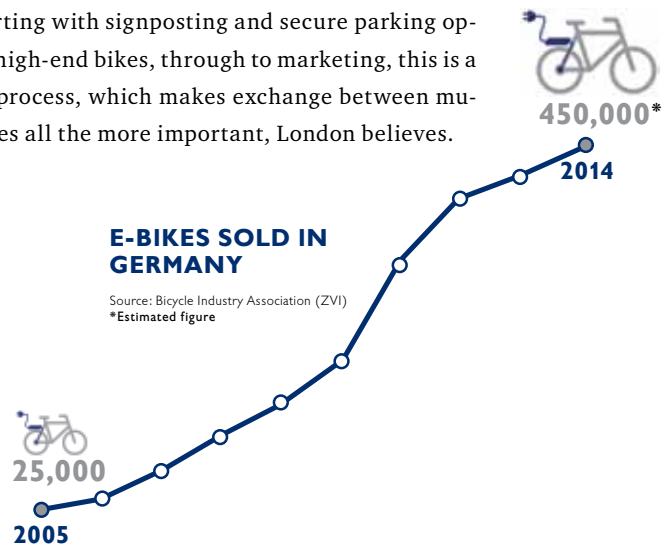 rting with signposting and secure parking op-
high-end bikes, through to marketing, this is a
process, which makes exchange between mu-
es all the more important, London believes.
450,000*
2014
E-BIKES SOLD IN
GERMANY
Source: Bicycle Industry Association (ZVI)
*Estimated figure
25,000
2005